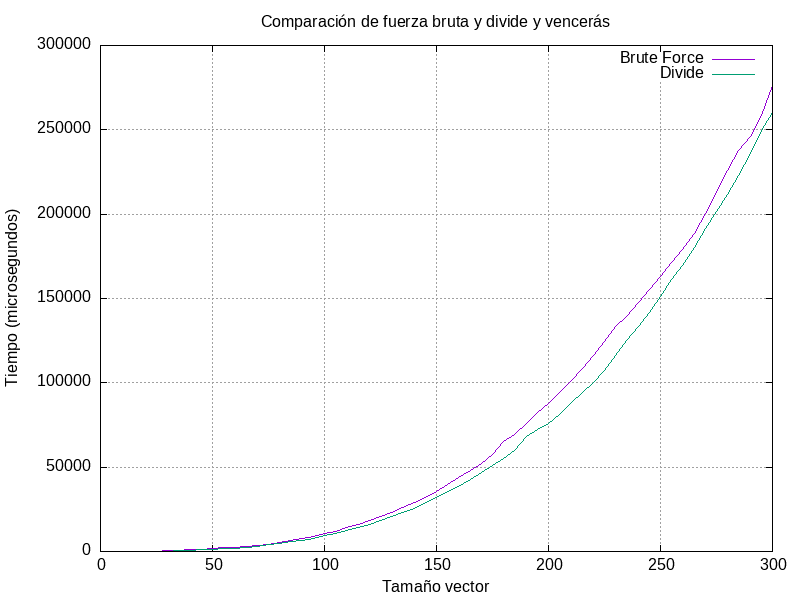 Comparación de fuerza bruta y divide y vencerás
300000
250000
200000
150000
100000
50000
0
Tiempo (microsegundos)
Brute Force
Divide
0 50 100 150 200 250 300
Tamaño vector